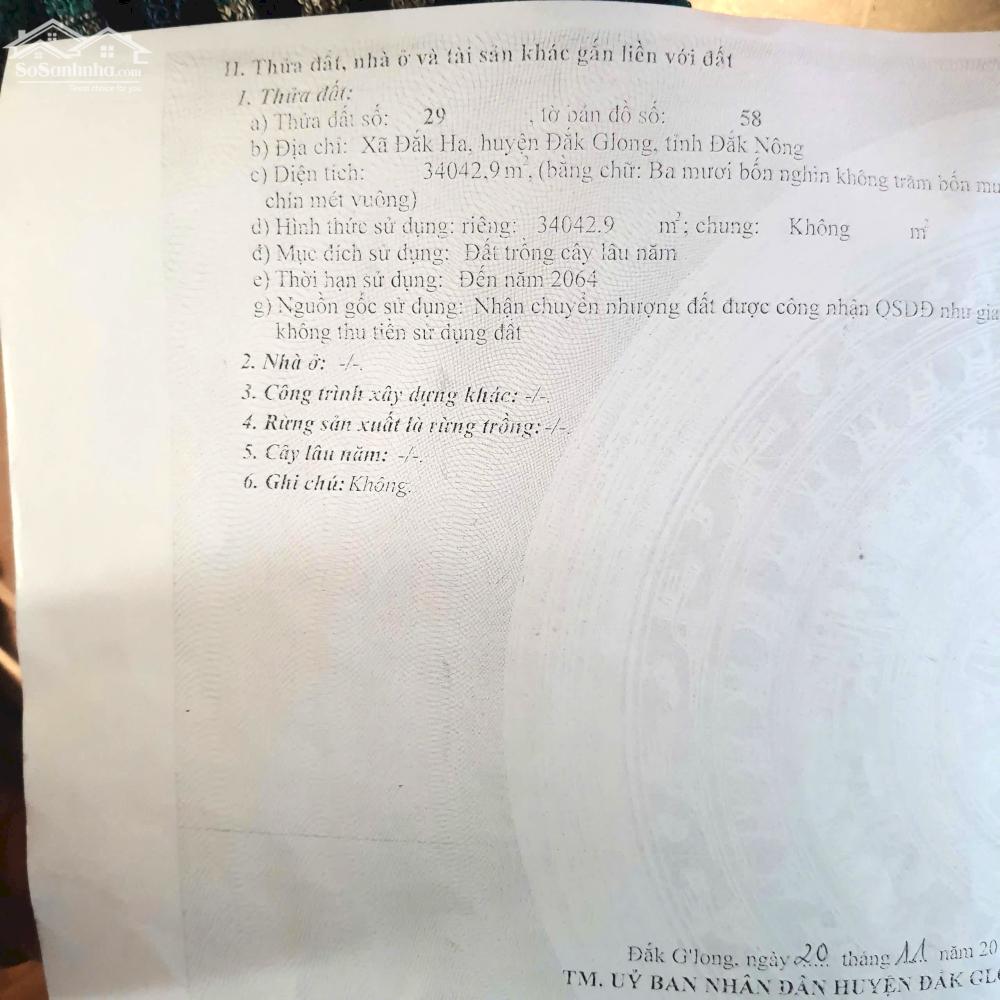 SoSanhnha.com
Team choice for you
II. Thửa đất, nhà ở và tài sản khác gắn liền với đất
1. Thửa đất:
a) Thửa đất số: 29 , tờ bản đồ số: 58
b) Địa chỉ: Xã Đắk Ha, huyện Đắk Glong, tỉnh Đắk Nông
c) Diện tích: 34042.9 m², (bằng chữ: Ba mươi bốn nghìn không trăm bốn mư
chín mét vuông)
d) Hình thức sử dụng: riêng: 34042.9 m²; chung: Không m²
đ) Mục đích sử dụng: Đất trồng cây lâu năm
e) Thời hạn sử dụng: Đến năm 2064
g) Nguồn gốc sử dụng: Nhận chuyển nhượng đất được công nhận QSDĐ như gia
không thu tiền sử dụng đất
2. Nhà ở: -/-.
3. Công trình xây dựng khác: -/-.
4. Rừng sản xuất là rừng trồng: -/-.
5. Cây lâu năm: -/-.
6. Ghi chú: Không.
Đắk G'long, ngày 20 tháng 11 năm 20
TM. UỶ BAN NHÂN DÂN HUYỆN ĐẮK GLO